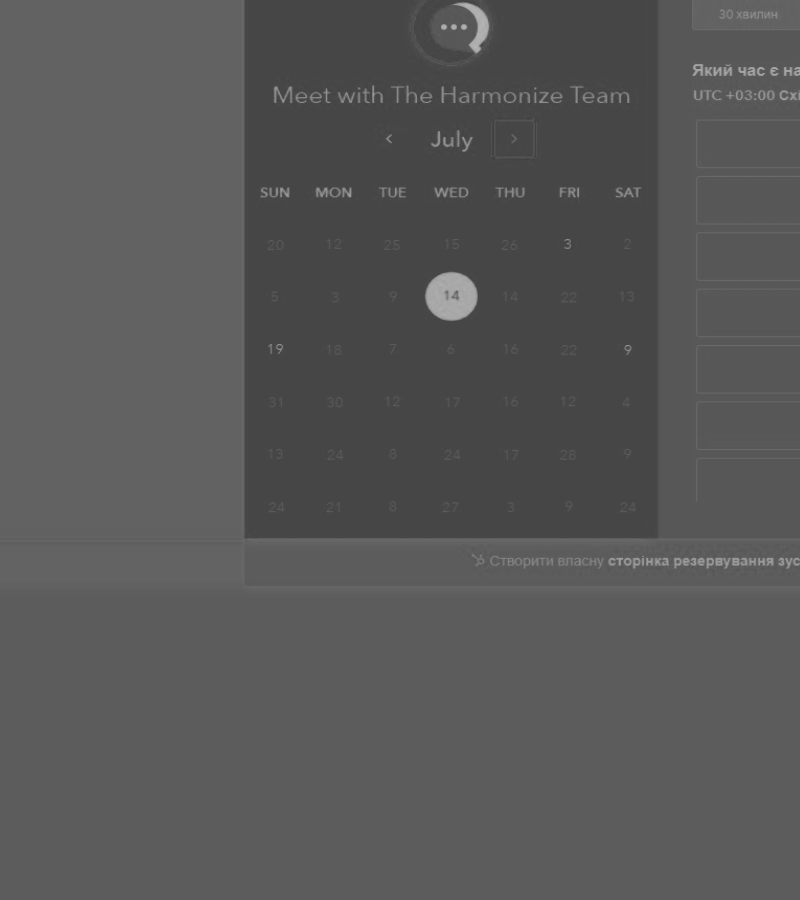 30 хвилин
Який час є на
UTC +03:00 Схі
Meet with The Harmonize Team
July
SUN MON TUE WED THU FRI SAT
20 12 25 15 26 3 2
5 3 9 14 14 22 13
19 18 7 6 16 22 9
31 30 12 17 16 12 4
13 24 8 24 17 28 9
24 21 8 27 3 9 24
Створити власну сторінка резервування зус